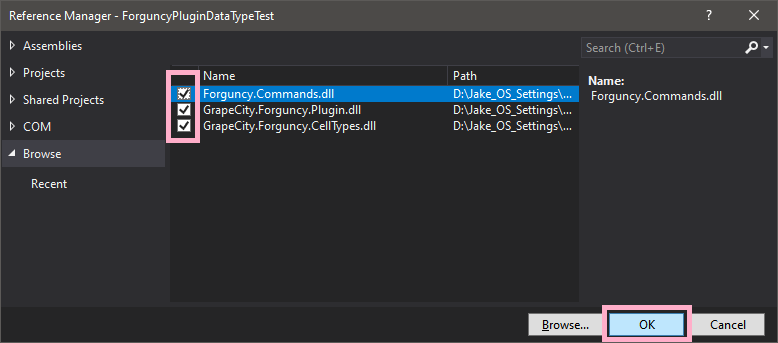 Reference Manager - ForguncyPluginDataTypeTest
? ×
Assemblies
Projects
Shared Projects
COM
Browse
Recent
Name Path
Forguncy.Commands.dll D:\Jake_OS_Settings\...
GrapeCity.Forguncy.Plugin.dll D:\Jake_OS_Settings\...
GrapeCity.Forguncy.CellTypes.dll D:\Jake_OS_Settings\...
Search (Ctrl+E)
Name:
Forguncy.Commands.dll
Browse... OK Cancel